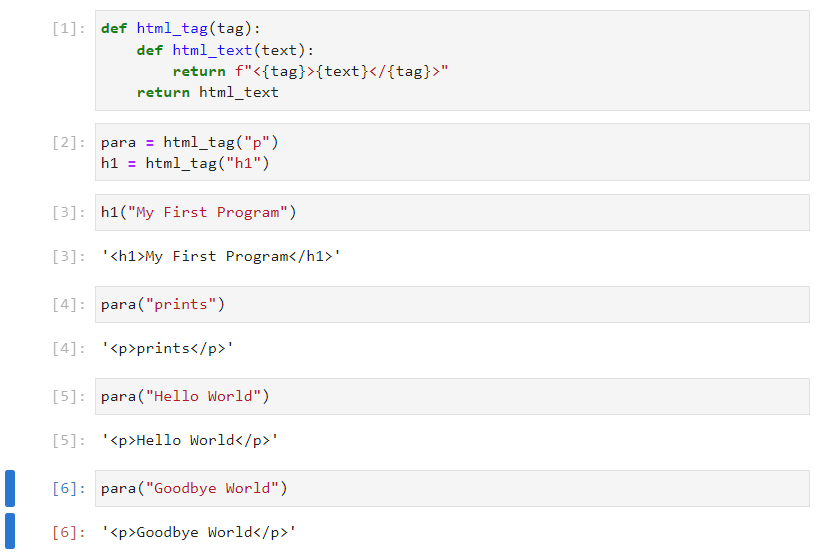 [1]: def html_tag(tag):
    def html_text(text):
        return f"<{tag}>{text}</{tag}>"
    return html_text
[2]: para = html_tag("p")
h1 = html_tag("h1")
[3]: h1("My First Program")
[3]: '<h1>My First Program</h1>'
[4]: para("prints")
[4]: '<p>prints</p>'
[5]: para("Hello World")
[5]: '<p>Hello World</p>'
[6]: para("Goodbye World")
[6]: '<p>Goodbye World</p>'